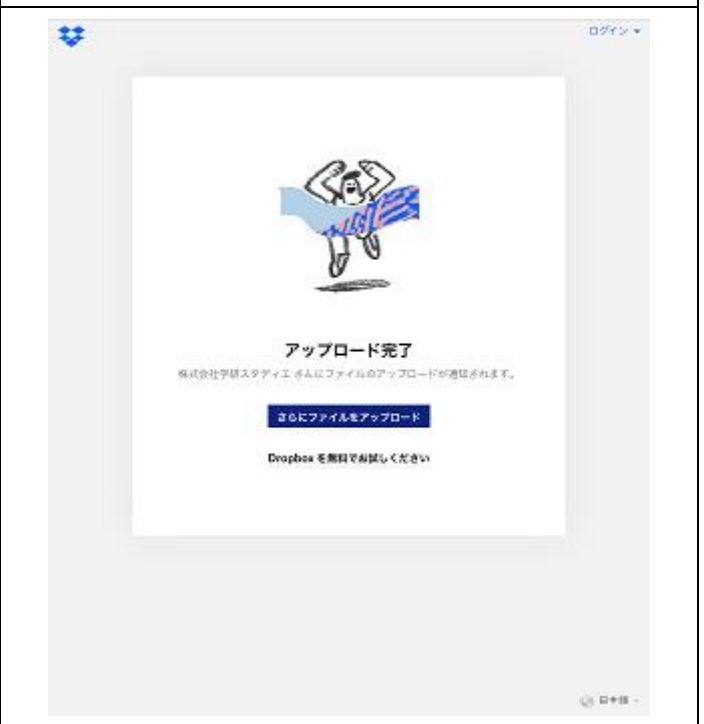 ログイン
アップロード完了
株式会社学研スタディエ さんにファイルのアップロードが通知されます。
さらにファイルをアップロード
Dropbox を無料でお試しください
日本語